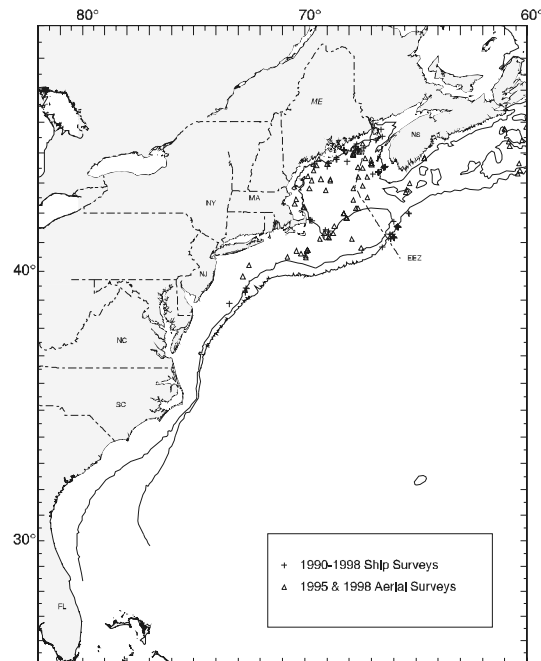 80° 70° 60°
ME
NS
NY MA
EEZ
40° NJ
NC
SC
30°
+ 1990-1998 Ship Surveys
△ 1995 & 1998 Aerial Surveys
FL